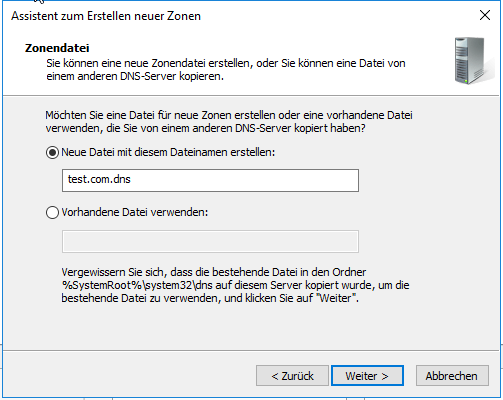 Assistent zum Erstellen neuer Zonen
Zonendatei
Sie können eine neue Zonendatei erstellen, oder Sie können eine Datei von
einem anderen DNS-Server kopieren.
Möchten Sie eine Datei für neue Zonen erstellen oder eine vorhandene Datei
verwenden, die Sie von einem anderen DNS-Server kopiert haben?
Neue Datei mit diesem Dateinamen erstellen:
test.com.dns
Vorhandene Datei verwenden:
Vergewissern Sie sich, dass die bestehende Datei in den Ordner
%SystemRoot%\system32\dns auf diesem Server kopiert wurde, um die
bestehende Datei zu verwenden, und klicken Sie auf "Weiter".
< Zurück Weiter > Abbrechen